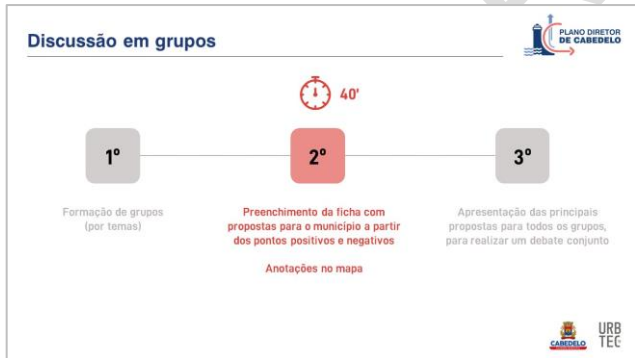 Discussão em grupos
PLANO DIRETOR
DE CABEDELO
40'
1º
2º
3º
Formação de grupos
(por temas)
Preenchimento da ficha com
propostas para o município a partir
dos pontos positivos e negativos
Anotações no mapa
Apresentação das principais
propostas para todos os grupos,
para realizar um debate conjunto
CABEDELO
URB
TEC